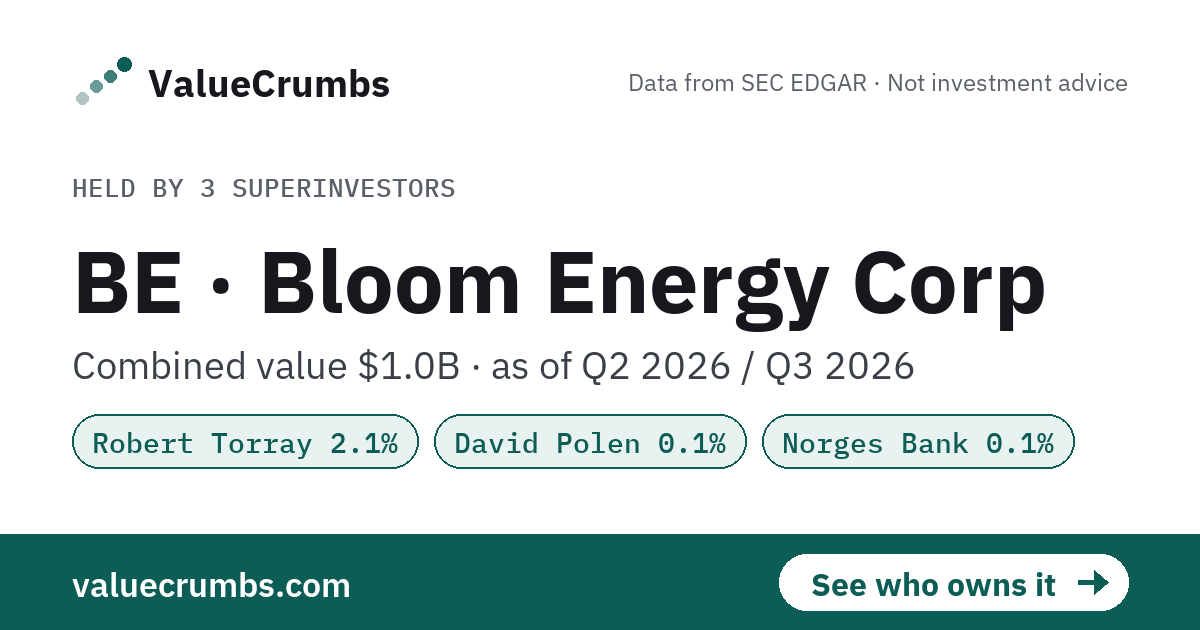 ValueCrumbs
Data from SEC EDGAR · Not investment advice
HELD BY 3 SUPERINVESTORS
BE · Bloom Energy Corp
Combined value $1.0B · as of Q2 2026 / Q3 2026
Robert Torray 2.1% David Polen 0.1% Norges Bank 0.1%
valuecrumbs.com
See who owns it →